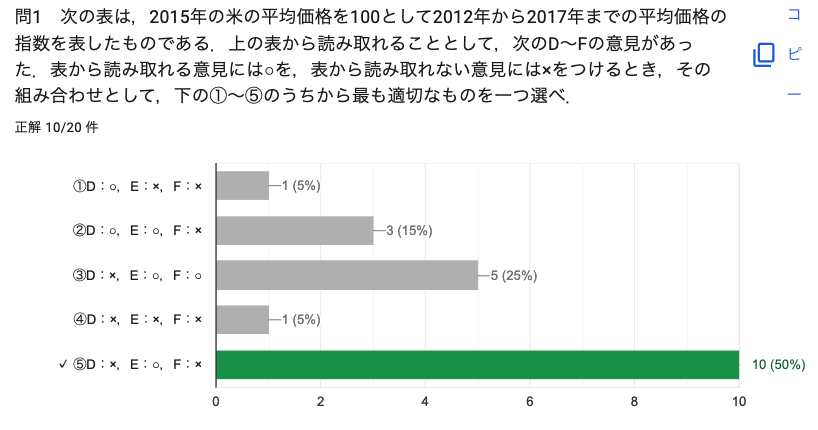 問1　次の表は，2015年の米の平均価格を100として2012年から2017年までの平均価格の
指数を表したものである．上の表から読み取れることとして，次のD～Fの意見があっ
た．表から読み取れる意見には○を，表から読み取れない意見には×をつけるとき，その
組み合わせとして，下の①～⑤のうちから最も適切なものを一つ選べ．
コ
ピ
ー
正解 10/20 件
①D：○，E：×，F：×
1 (5%)
②D：○，E：○，F：×
3 (15%)
③D：×，E：○，F：○
5 (25%)
④D：×，E：×，F：×
1 (5%)
✓ ⑤D：×，E：○，F：×
10 (50%)
0 2 4 6 8 10